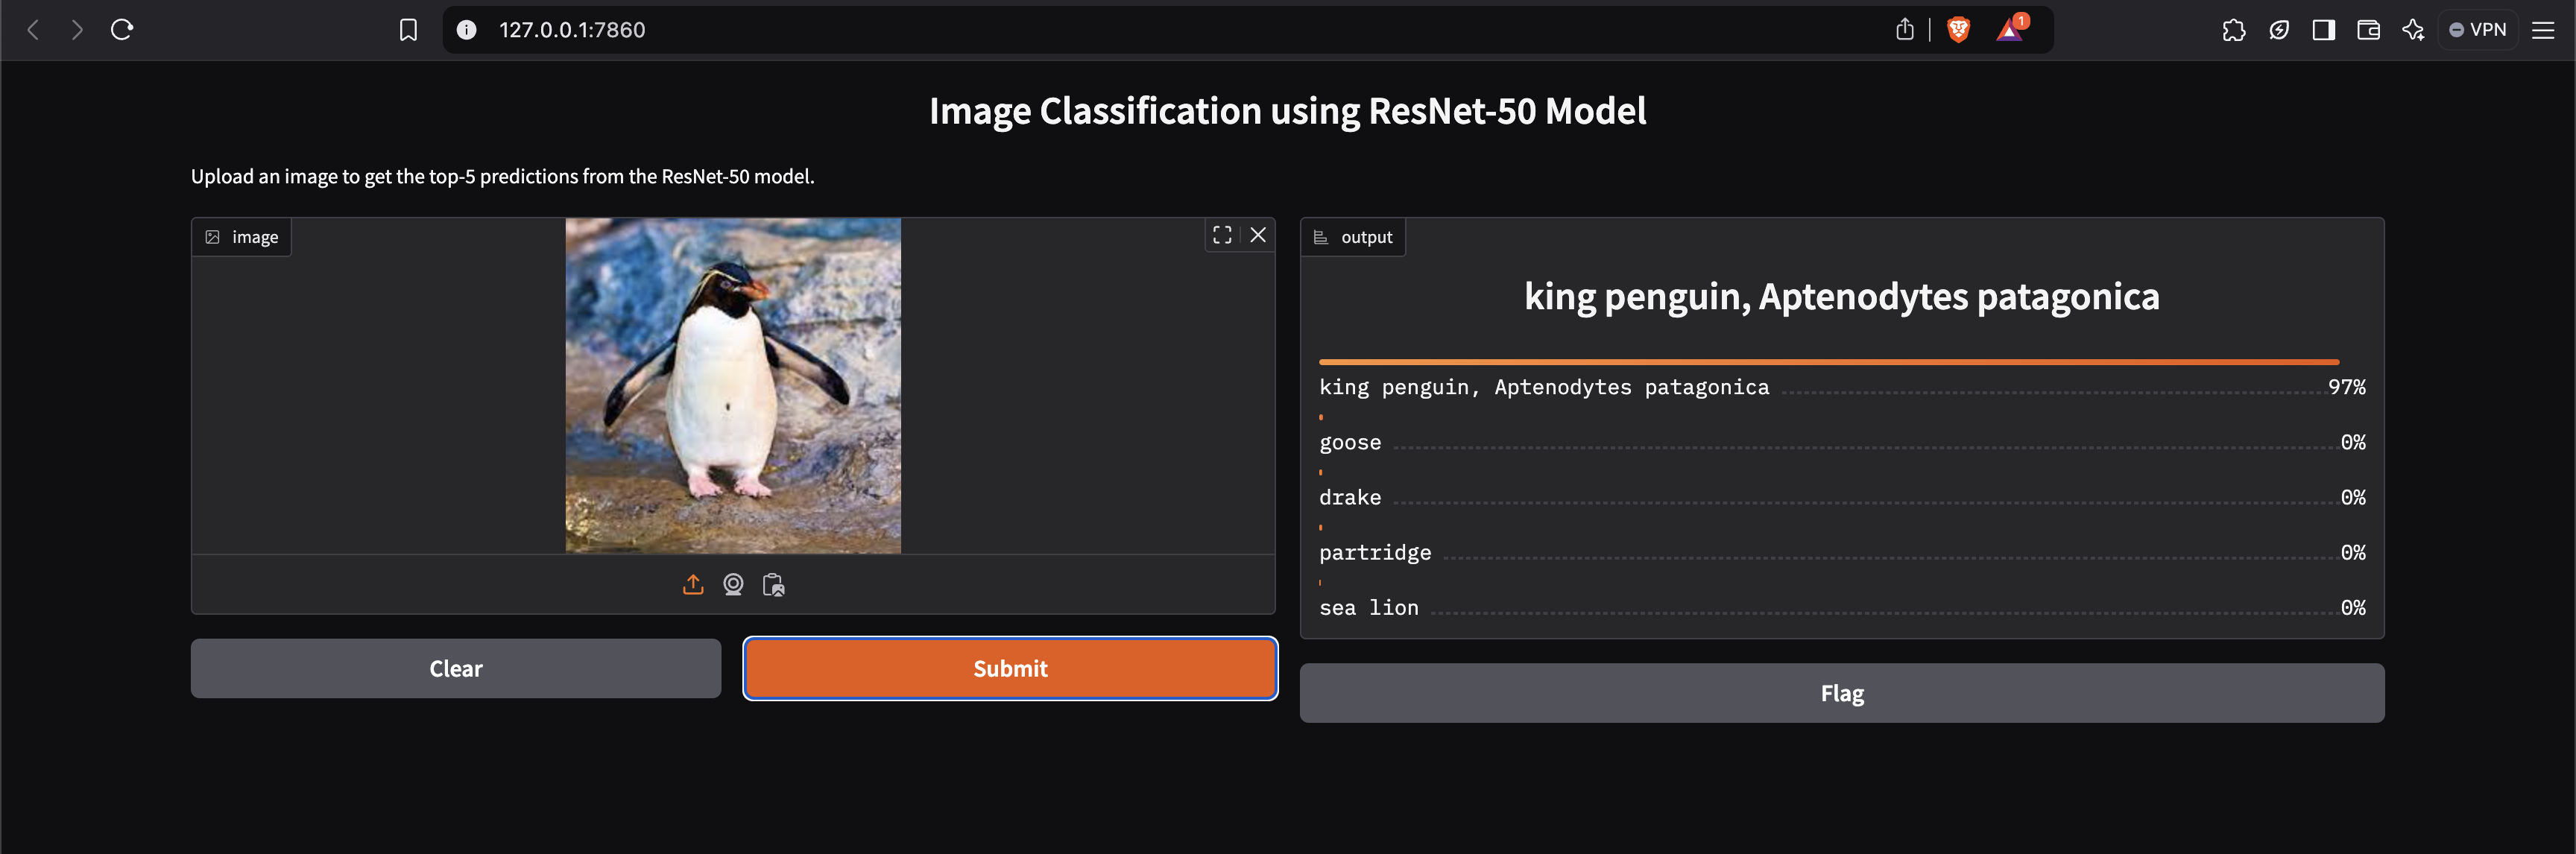 127.0.0.1:7860
1
VPN
Image Classification using ResNet-50 Model
Upload an image to get the top-5 predictions from the ResNet-50 model.
image
output
king penguin, Aptenodytes patagonica
king penguin, Aptenodytes patagonica 97%
goose 0%
drake 0%
partridge 0%
sea lion 0%
Clear
Submit
Flag